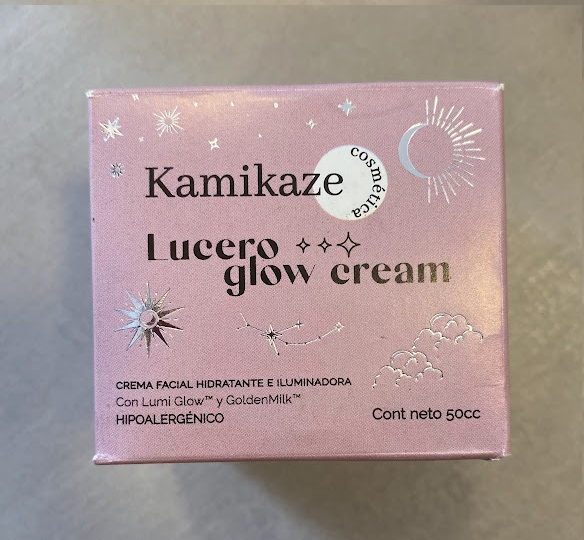 Kamikaze
cosmética
Lucero
glow cream
CREMA FACIAL HIDRATANTE E ILUMINADORA
Con Lumi Glow™ y GoldenMilk™
HIPOALERGÉNICO
Cont neto 50cc